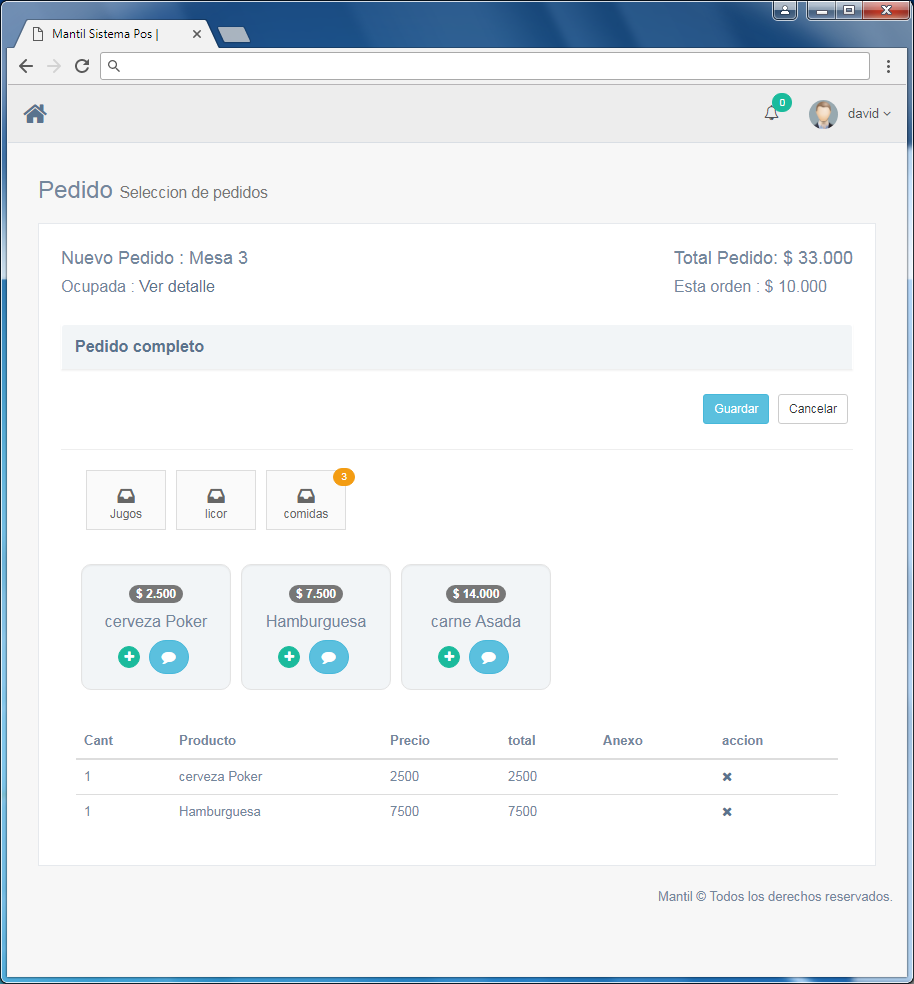 Mantil Sistema Pos |
0
david
Pedido Seleccion de pedidos
Nuevo Pedido : Mesa 3
Total Pedido: $ 33.000
Ocupada : Ver detalle
Esta orden : $ 10.000
Pedido completo
Guardar
Cancelar
3
Jugos
licor
comidas
$ 2.500
cerveza Poker
$ 7.500
Hamburguesa
$ 14.000
carne Asada
Cant Producto Precio total Anexo accion
1 cerveza Poker 2500 2500
1 Hamburguesa 7500 7500
Mantil © Todos los derechos reservados.